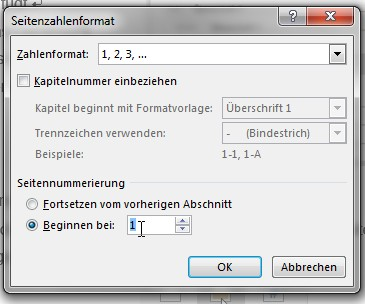 Seitenzahlenformat
Zahlenformat: 1, 2, 3, ...
Kapitelnummer einbeziehen
Kapitel beginnt mit Formatvorlage: Überschrift 1
Trennzeichen verwenden: - (Bindestrich)
Beispiele: 1-1, 1-A
Seitennummerierung
Fortsetzen vom vorherigen Abschnitt
Beginnen bei: 1
OK Abbrechen